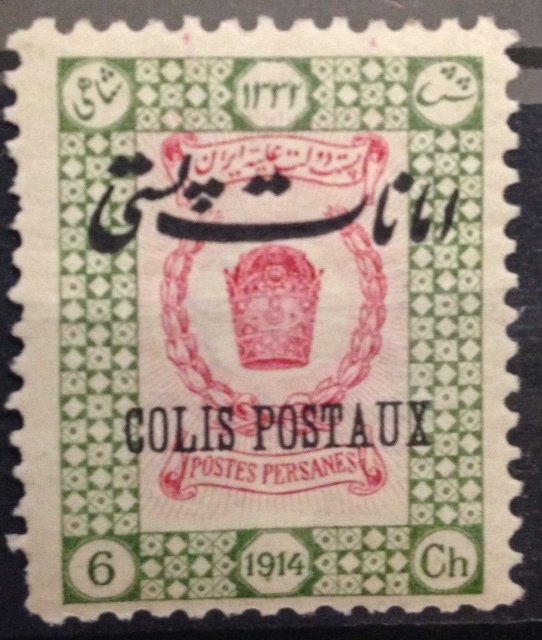 شش ۱۳۳۲ شاهی
پست دولت علیه ایران
امانات پستی
COLIS POSTAUX
POSTES PERSANES
6 1914 Ch